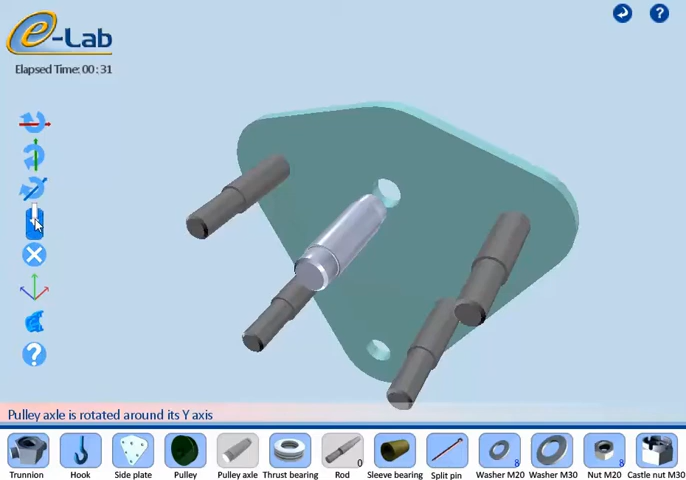 e-Lab
Elapsed Time: 00 : 31
?
?
Pulley axle is rotated around its Y axis
0
8
8
Trunnion
Hook
Side plate
Pulley
Pulley axle
Thrust bearing
Rod
Sleeve bearing
Split pin
Washer M20
Washer M30
Nut M20
Castle nut M30